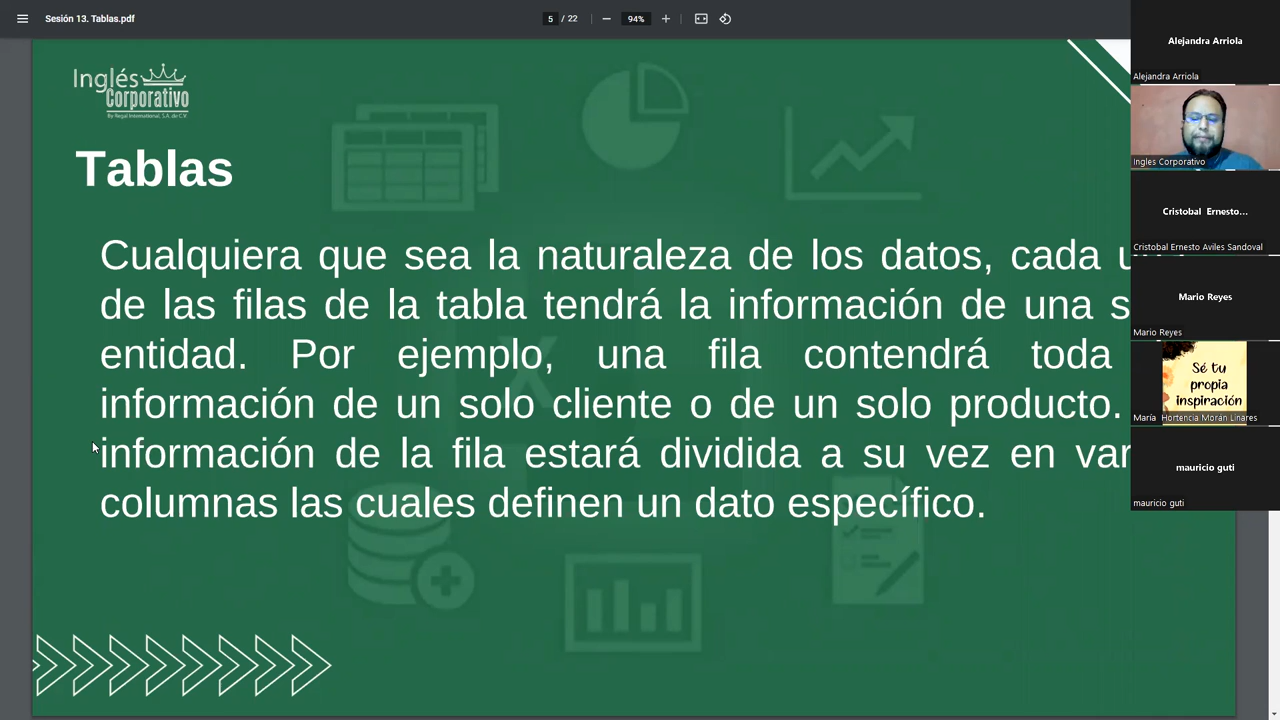 Sesión 13. Tablas.pdf
5 / 22
94%
Inglés
Corporativo
By Regal International, S.A. de C.V.
Tablas
Cualquiera que sea la naturaleza de los datos, cada
de las filas de la tabla tendrá la información de una
entidad. Por ejemplo, una fila contendrá toda
información de un solo cliente o de un solo producto.
información de la fila estará dividida a su vez en
columnas las cuales definen un dato específico.
Alejandra Arriola
Alejandra Arriola
Ingles Corporativo
Cristobal Ernesto...
Cristobal Ernesto Aviles Sandoval
Mario Reyes
Mario Reyes
Sé tu
propia
inspiración
María Hortencia Morán Linares
mauricio guti
mauricio guti